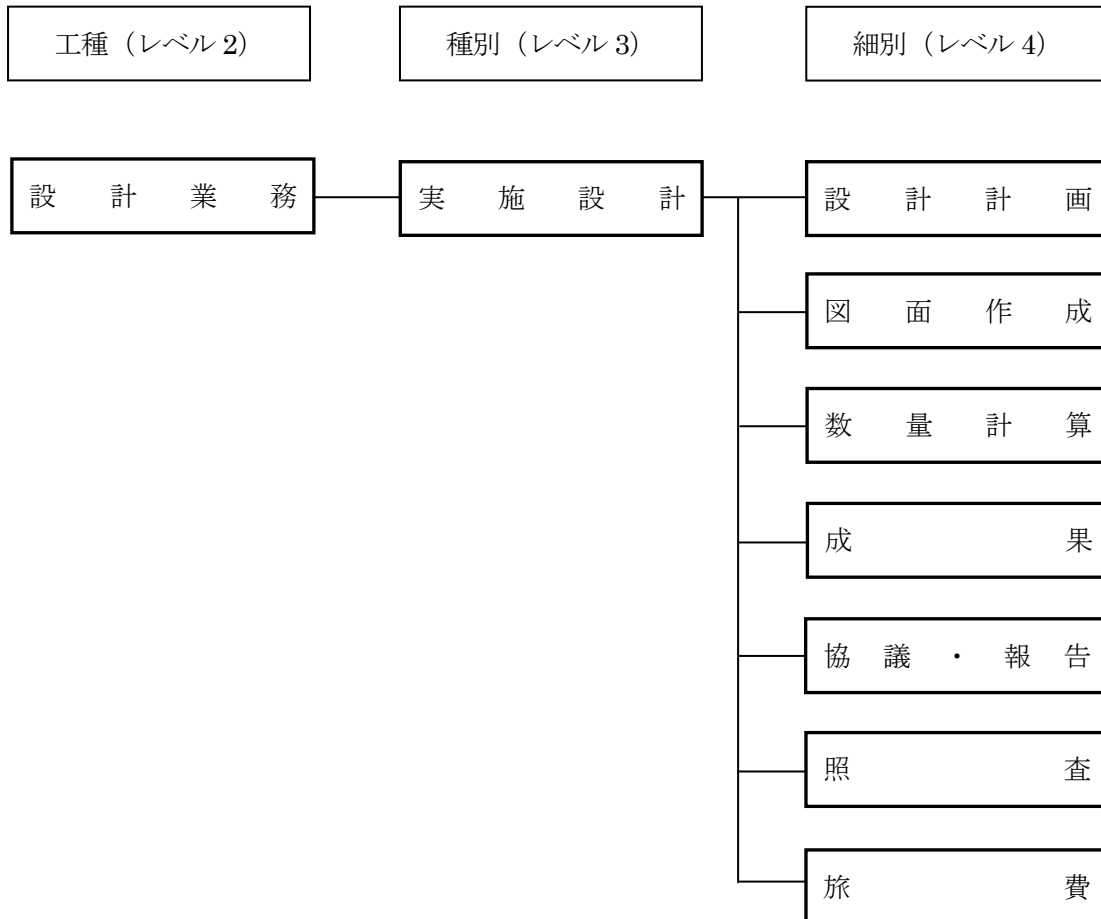 工種（レベル 2）
種別（レベル 3）
細別（レベル 4）
設計業務
実施設計
設計計画
図面作成
数量計算
成果
協議・報告
照査
旅費